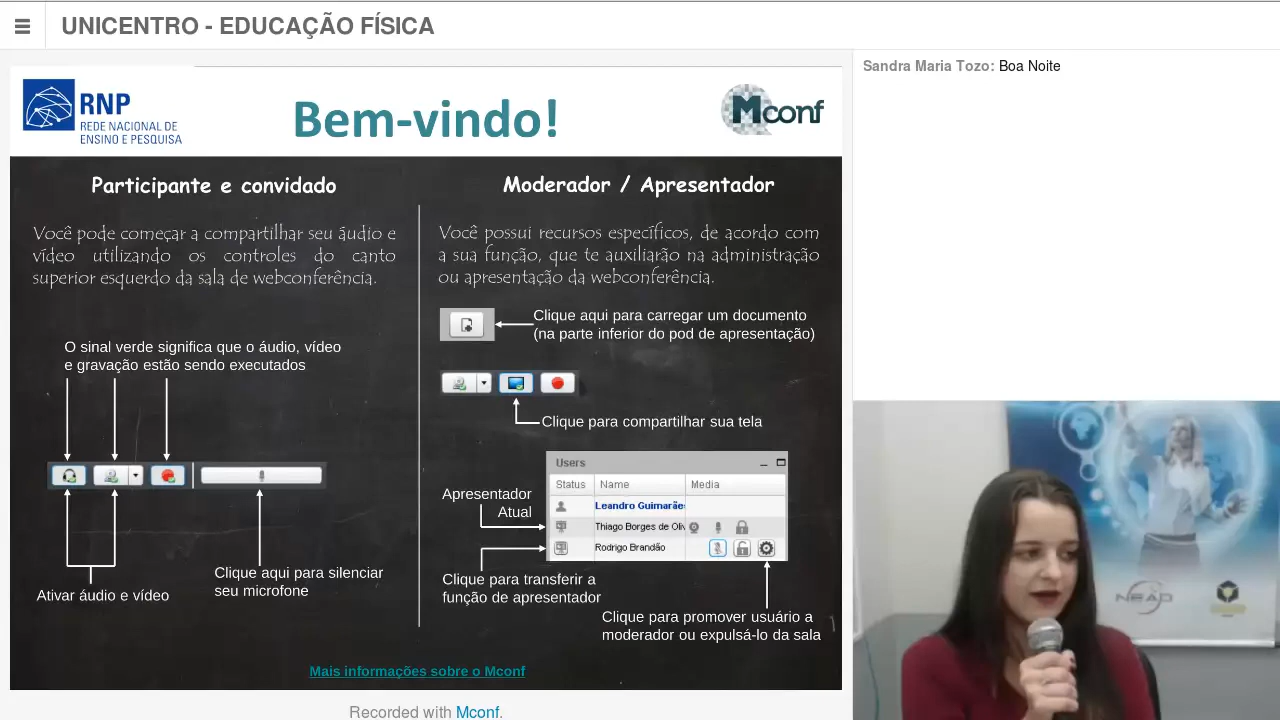 UNICENTRO - EDUCAÇÃO FÍSICA
Sandra Maria Tozo: Boa Noite
RNP
REDE NACIONAL DE
ENSINO E PESQUISA
Bem-vindo!
Mconf
Participante e convidado
Você pode começar a compartilhar seu áudio e
vídeo utilizando os controles do canto
superior esquerdo da sala de webconferência.
O sinal verde significa que o áudio, vídeo
e gravação estão sendo executados
Ativar áudio e vídeo
Clique aqui para silenciar
seu microfone
Moderador / Apresentador
Você possui recursos específicos, de acordo com
a sua função, que te auxiliarão na administração
ou apresentação da webconferência.
Clique aqui para carregar um documento
(na parte inferior do pod de apresentação)
Clique para compartilhar sua tela
Users
Status Name Media
Leandro Guimarães
Thiago Borges de Oliv
Rodrigo Brandão
Apresentador
Atual
Clique para transferir a
função de apresentador
Clique para promover usuário a
moderador ou expulsá-lo da sala
Mais informações sobre o Mconf
Recorded with Mconf.
NEAD